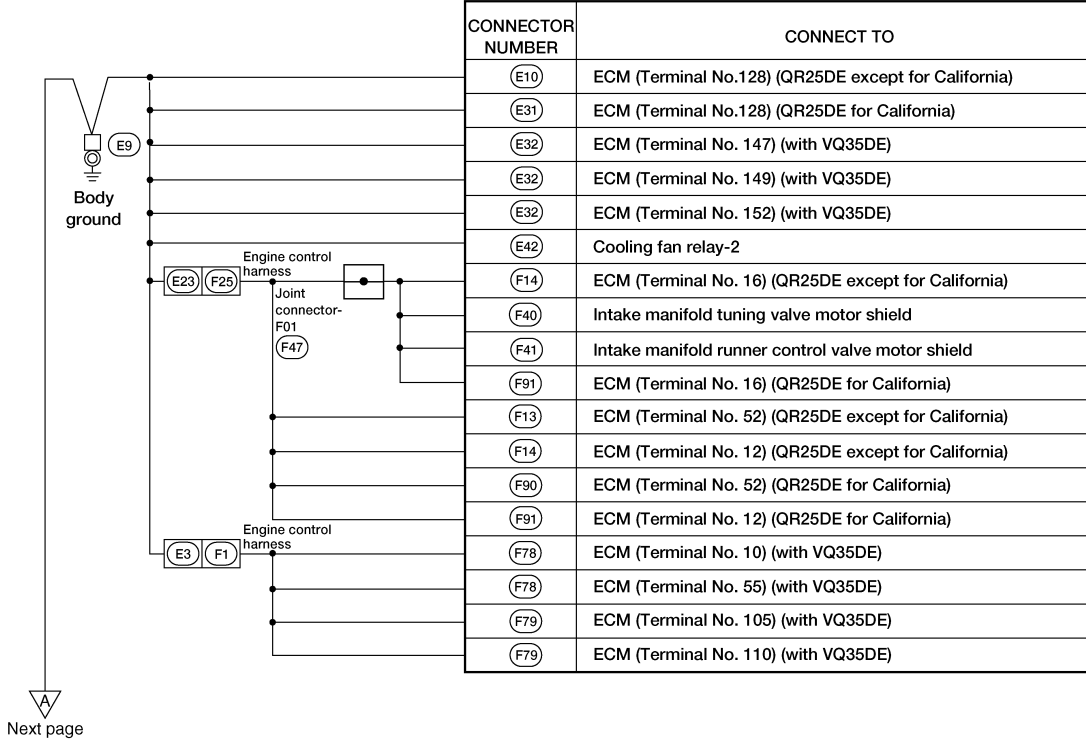 CONNECTOR NUMBER CONNECT TO
E10 ECM (Terminal No.128) (QR25DE except for California)
E31 ECM (Terminal No.128) (QR25DE for California)
E32 ECM (Terminal No. 147) (with VQ35DE)
E32 ECM (Terminal No. 149) (with VQ35DE)
E32 ECM (Terminal No. 152) (with VQ35DE)
E42 Cooling fan relay-2
F14 ECM (Terminal No. 16) (QR25DE except for California)
F40 Intake manifold tuning valve motor shield
F41 Intake manifold runner control valve motor shield
F91 ECM (Terminal No. 16) (QR25DE for California)
F13 ECM (Terminal No. 52) (QR25DE except for California)
F14 ECM (Terminal No. 12) (QR25DE except for California)
F90 ECM (Terminal No. 52) (QR25DE for California)
F91 ECM (Terminal No. 12) (QR25DE for California)
F78 ECM (Terminal No. 10) (with VQ35DE)
F78 ECM (Terminal No. 55) (with VQ35DE)
F79 ECM (Terminal No. 105) (with VQ35DE)
F79 ECM (Terminal No. 110) (with VQ35DE)
E9
Body
ground
E23 F25
Engine control
harness
Joint
connector-
F01
F47
E3 F1
Engine control
harness
A
Next page